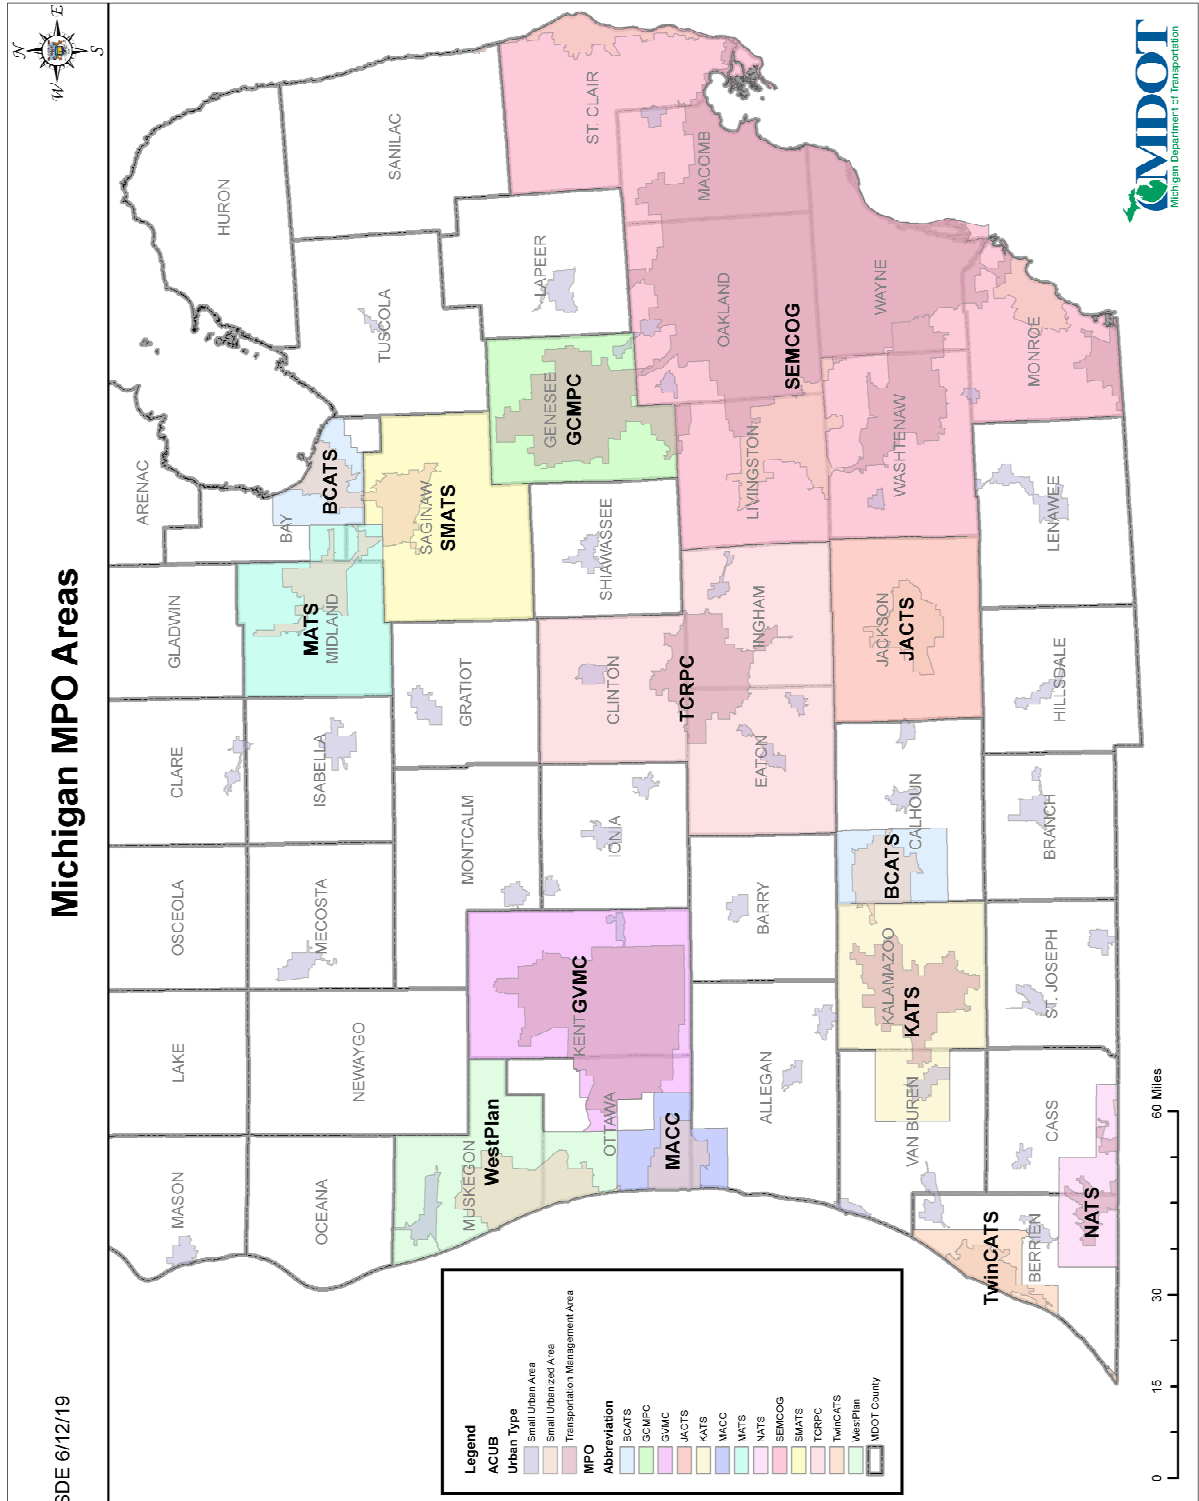 Michigan MPO Areas
SDE 6/12/19
N
E
S
W
MDOT
Michigan Department of Transportation
HURON
SANILAC
ST. CLAIR
TUSCOLA
LAPEER
MACOMB
OAKLAND
WAYNE
SEMCOG
MONROE
GENESEE
GCMPC
LIVINGSTON
WASHTENAW
LENAWEE
ARENAC
BAY
BCATS
SAGINAW
SMATS
SHIAWASSEE
GLADWIN
MATS
MIDLAND
GRATIOT
CLINTON
TCRPC
INGHAM
EATON
JACKSON
JACTS
HILLSDALE
CLARE
ISABELLA
MONTCALM
IONIA
BARRY
CALHOUN
BCATS
BRANCH
OSCEOLA
MECOSTA
KENT
GVMC
KALAMAZOO
KATS
ST. JOSEPH
LAKE
NEWAYGO
OTTAWA
ALLEGAN
VAN BUREN
CASS
MASON
OCEANA
MUSKEGON
WestPlan
MACC
TwinCATS
BERRIEN
NATS
Legend
ACUB
Urban Type
Small Urban Area
Small Urbanized Area
Transportation Management Area
MPO
Abbreviation
BCATS
GCMPC
GVMC
JACTS
KATS
MACC
MATS
NATS
SEMCOG
SMATS
TCRPC
TwinCATS
WestPlan
MDOT County
0
15
30
60 Miles